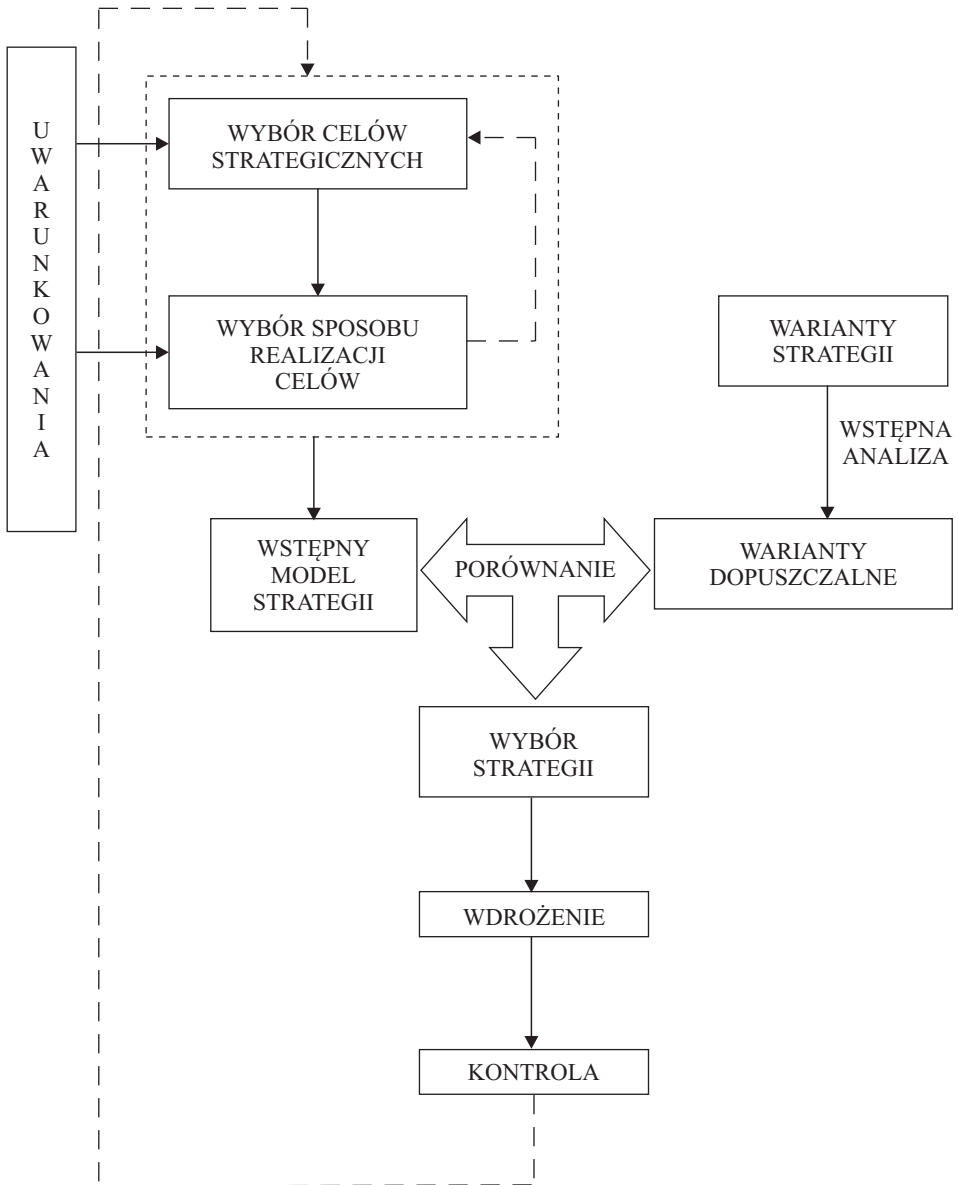 UWARUNKOWANIA
WYBÓR CELÓW
STRATEGICZNYCH
WYBÓR SPOSOBU
REALIZACJI
CELÓW
WARIANTY
STRATEGII
WSTĘPNA
ANALIZA
WSTĘPNY
MODEL
STRATEGII
PORÓWNANIE
WARIANTY
DOPUSZCZALNE
WYBÓR
STRATEGII
WDROŻENIE
KONTROLA